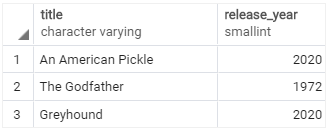 title release_year
character varying smallint
1 An American Pickle 2020
2 The Godfather 1972
3 Greyhound 2020